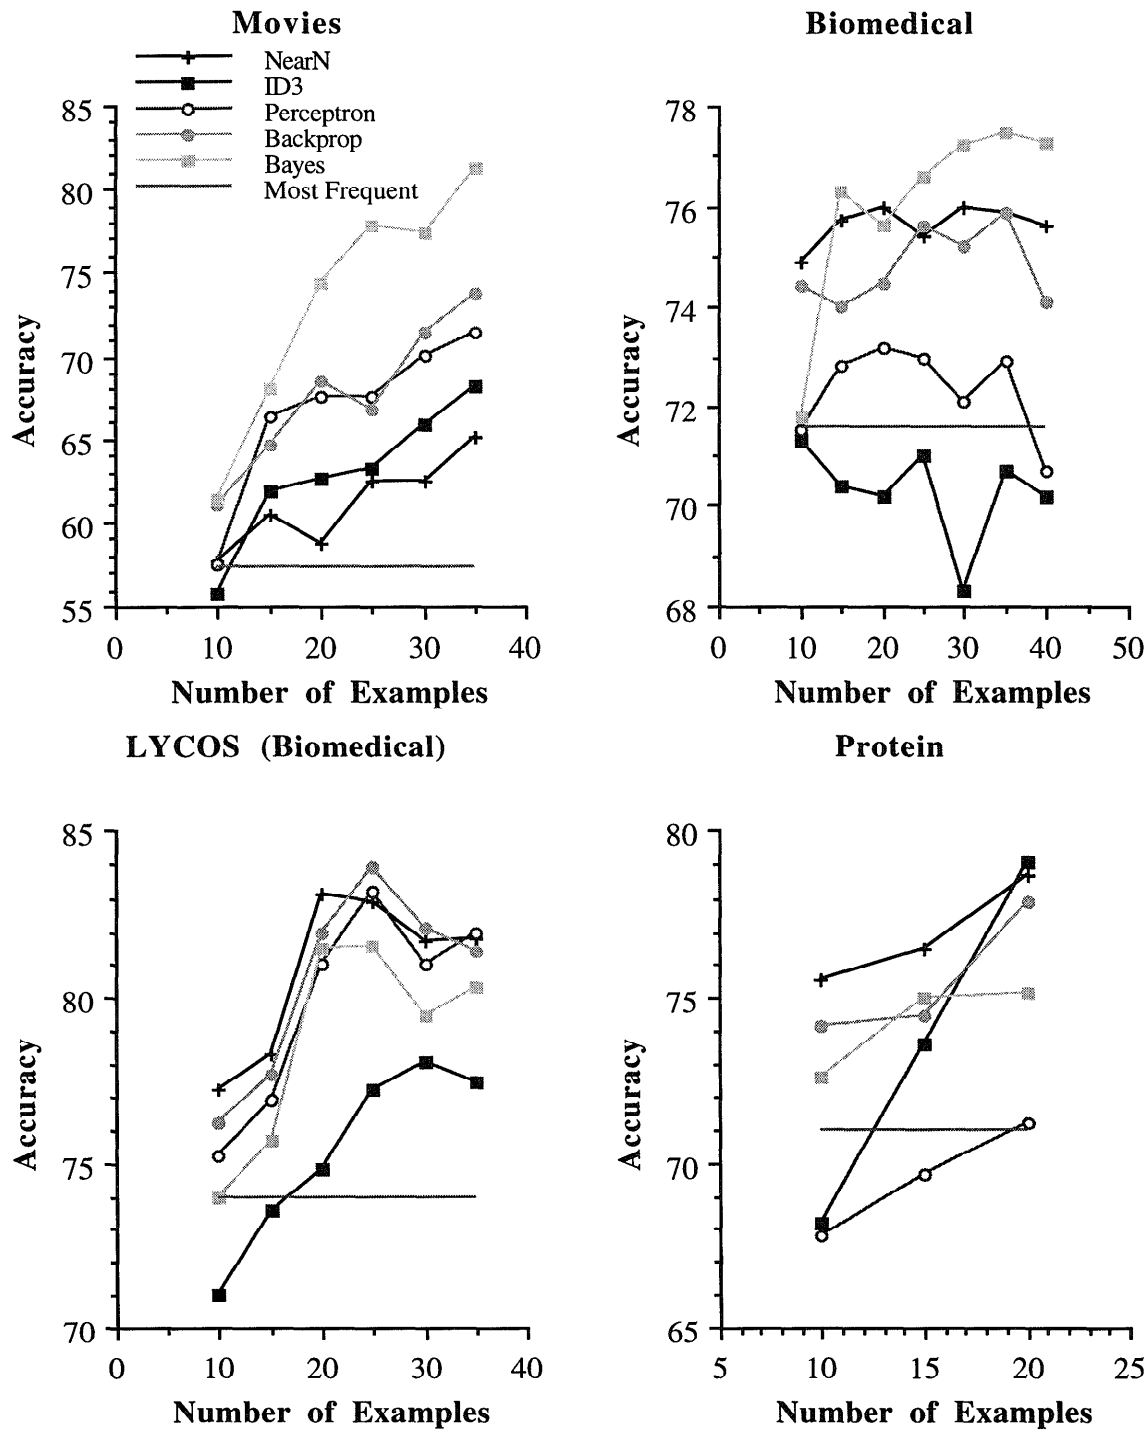 Movies
NearN
ID3
Perceptron
Backprop
Bayes
Most Frequent
85
80
75
70
65
60
55
Accuracy
0 10 20 30 40
Number of Examples
Biomedical
78
76
74
72
70
68
Accuracy
0 10 20 30 40 50
Number of Examples
LYCOS (Biomedical)
85
80
75
70
Accuracy
0 10 20 30 40
Number of Examples
Protein
80
75
70
65
Accuracy
5 10 15 20 25
Number of Examples